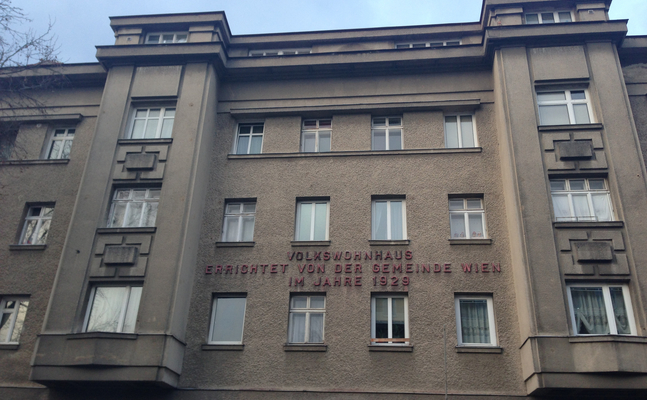 VOLKSWOHNHAUS
ERRICHTET VON DER GEMEINDE WIEN
IM JAHRE 1929